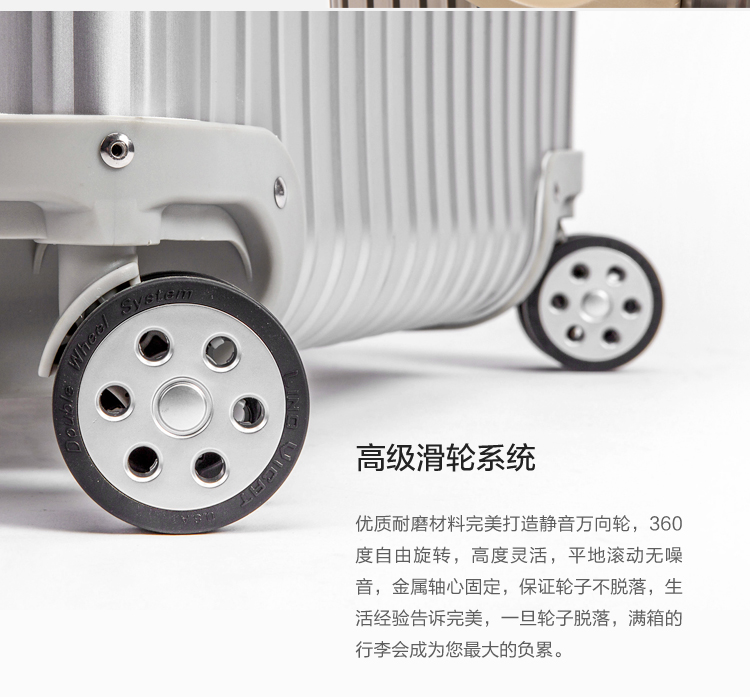 Double Wheel System
高级滑轮系统
优质耐磨材料完美打造静音万向轮，360
度自由旋转，高度灵活，平地滚动无噪
音，金属轴心固定，保证轮子不脱落，生
活经验告诉完美，一旦轮子脱落，满箱的
行李会成为您最大的负累。